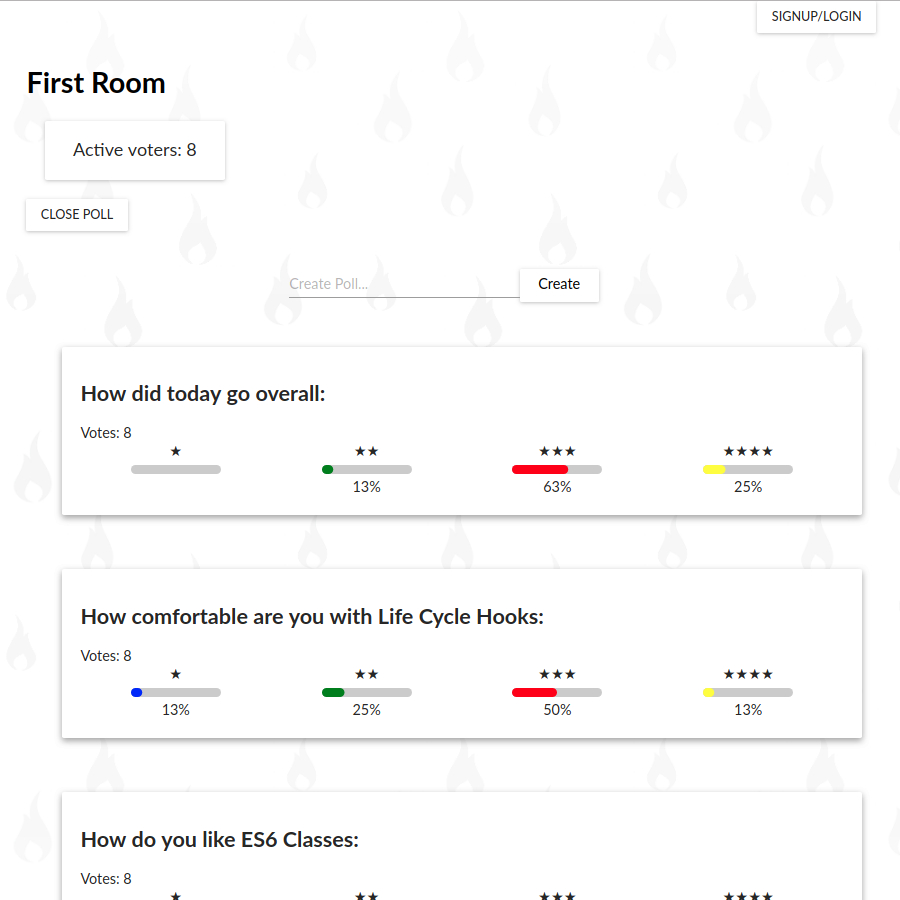 SIGNUP/LOGIN
First Room
Active voters: 8
CLOSE POLL
Create Poll... Create
How did today go overall:
Votes: 8
★ ★★ ★★★ ★★★★
13% 63% 25%
How comfortable are you with Life Cycle Hooks:
Votes: 8
★ ★★ ★★★ ★★★★
13% 25% 50% 13%
How do you like ES6 Classes:
Votes: 8
★ ★★ ★★★ ★★★★